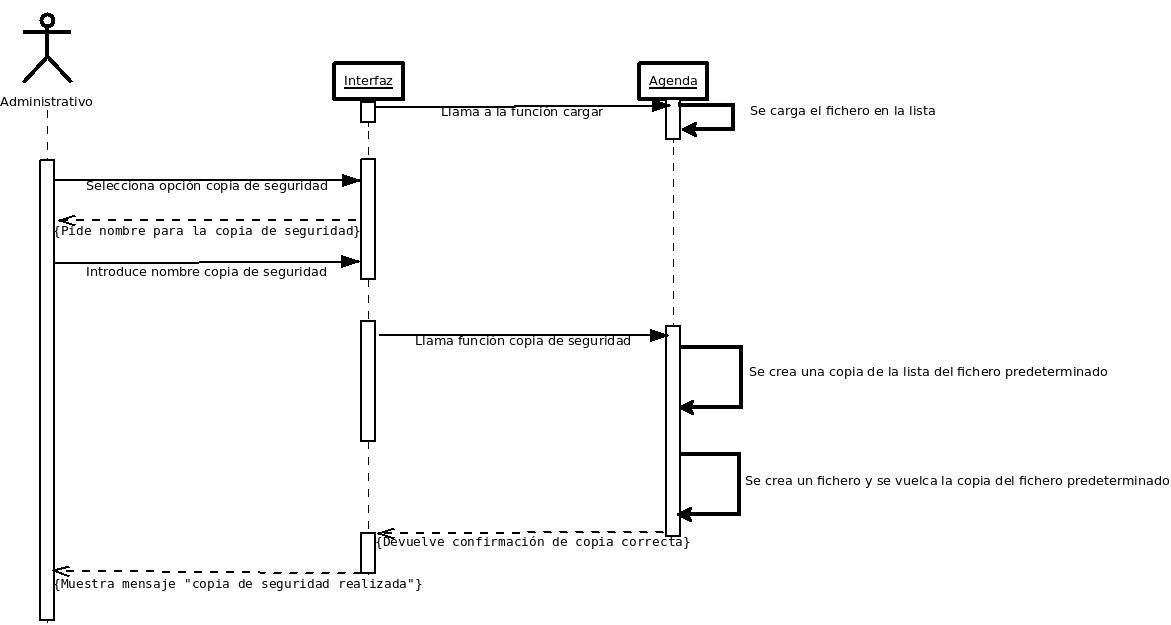 Administrativo
Interfaz
Agenda
Llama a la función cargar
Se carga el fichero en la lista
Selecciona opción copia de seguridad
{Pide nombre para la copia de seguridad}
Introduce nombre copia de seguridad
Llama función copia de seguridad
Se crea una copia de la lista del fichero predeterminado
Se crea un fichero y se vuelca la copia del fichero predeterminado
{Devuelve confirmación de copia correcta}
{Muestra mensaje "copia de seguridad realizada"}